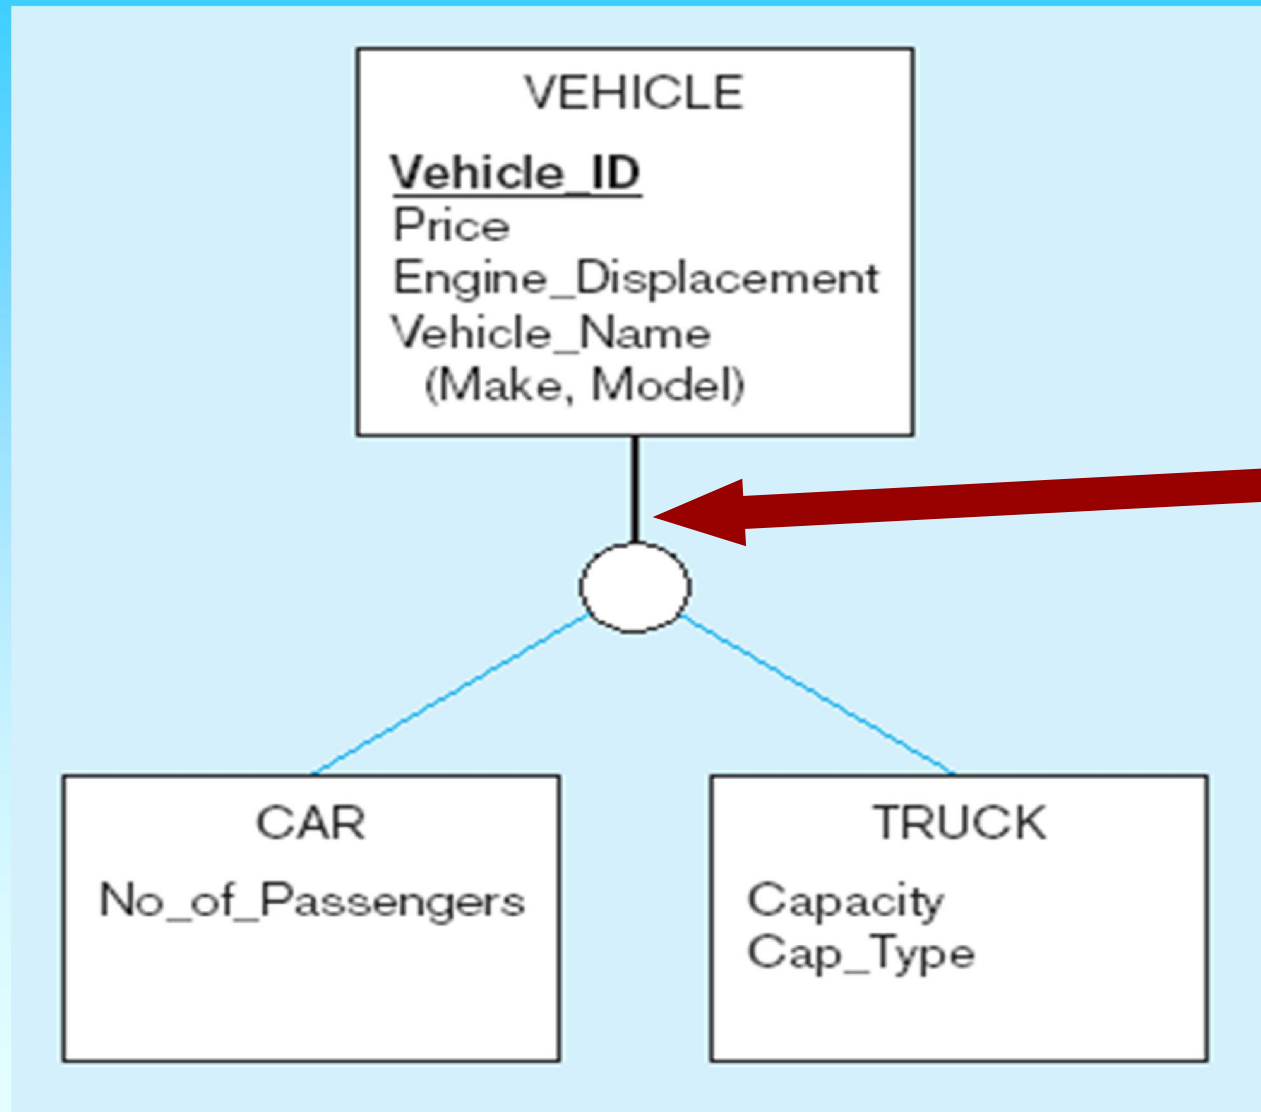 VEHICLE
Vehicle_ID
Price
Engine_Displacement
Vehicle_Name
(Make, Model)
CAR
No_of_Passengers
TRUCK
Capacity
Cap_Type